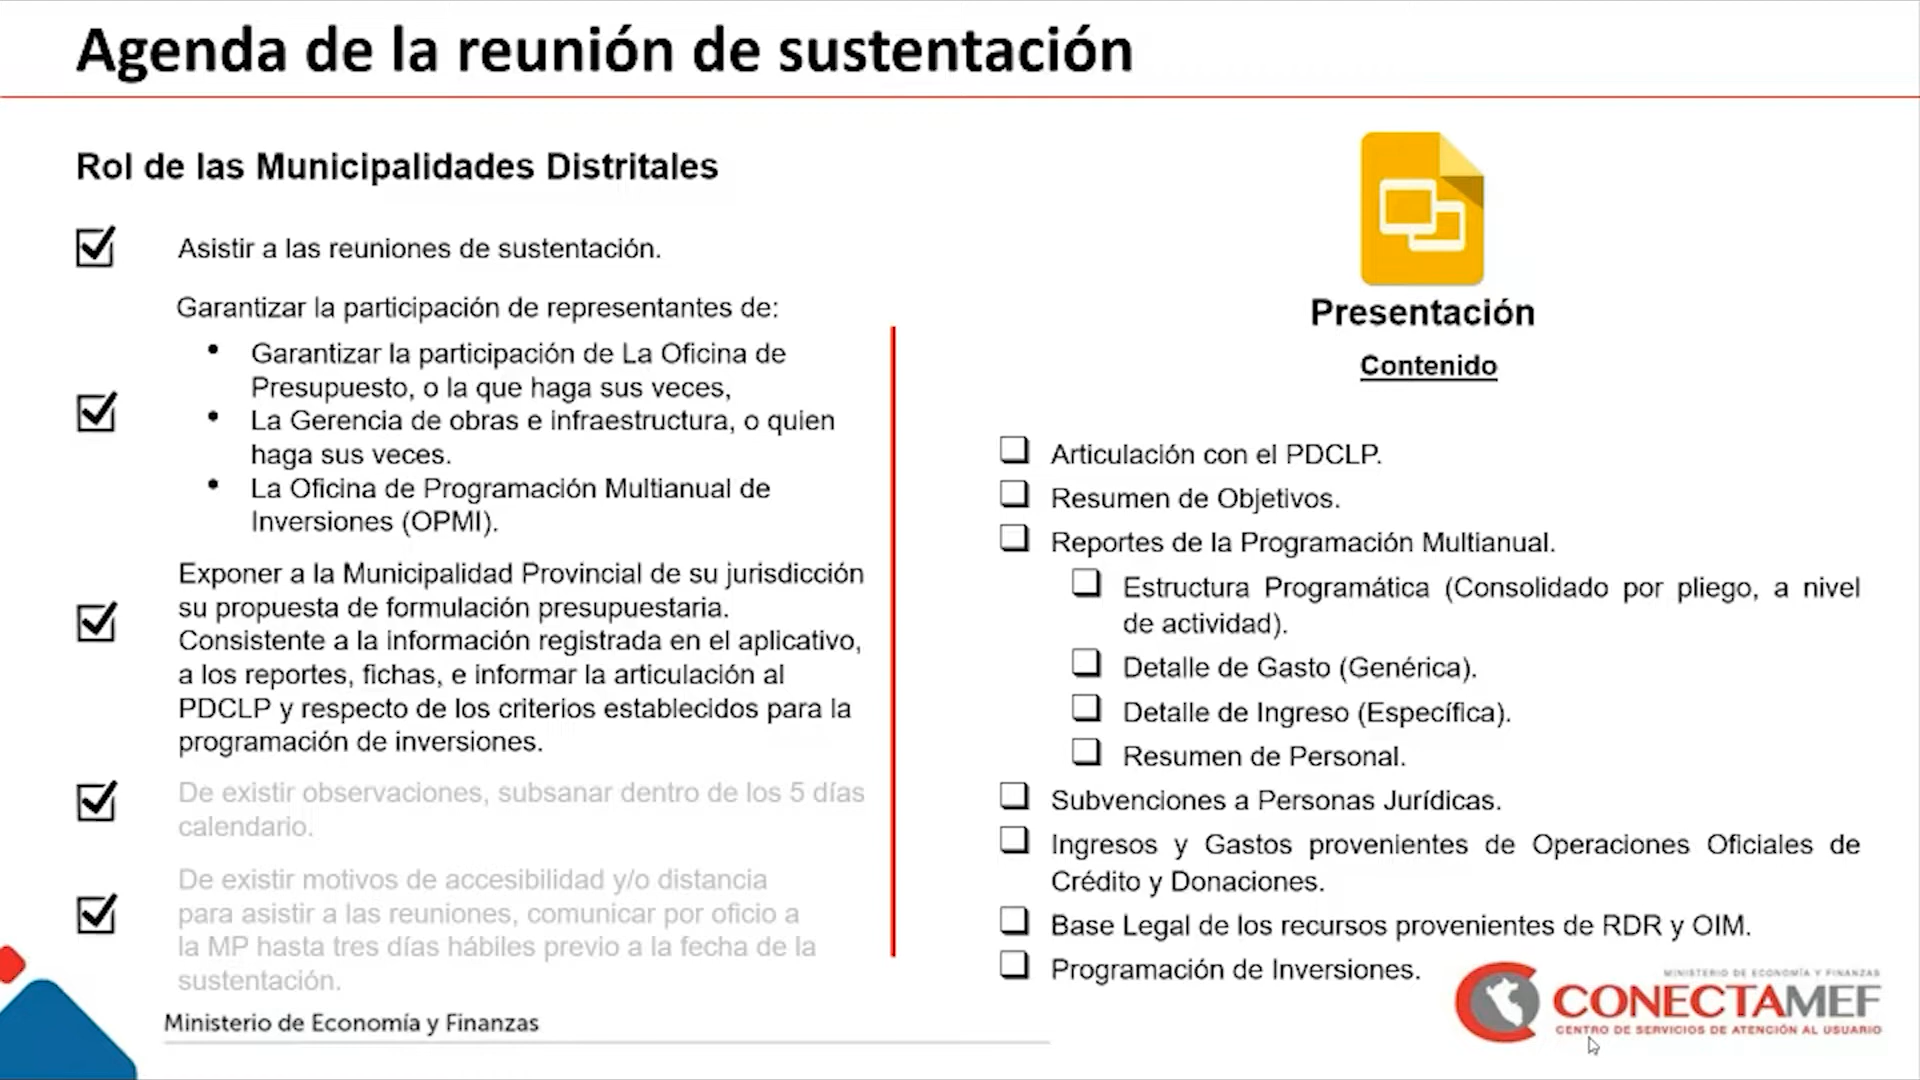 Agenda de la reunión de sustentación
Rol de las Municipalidades Distritales
Asistir a las reuniones de sustentación.
Garantizar la participación de representantes de:
• Garantizar la participación de La Oficina de
Presupuesto, o la que haga sus veces,
• La Gerencia de obras e infraestructura, o quien
haga sus veces.
• La Oficina de Programación Multianual de
Inversiones (OPMI).
Exponer a la Municipalidad Provincial de su jurisdicción
su propuesta de formulación presupuestaria.
Consistente a la información registrada en el aplicativo,
a los reportes, fichas, e informar la articulación al
PDCLP y respecto de los criterios establecidos para la
programación de inversiones.
De existir observaciones, subsanar dentro de los 5 días
calendario.
De existir motivos de accesibilidad y/o distancia
para asistir a las reuniones, comunicar por oficio a
la MP hasta tres días hábiles previo a la fecha de la
sustentación.
Presentación
Contenido
Articulación con el PDCLP.
Resumen de Objetivos.
Reportes de la Programación Multianual.
Estructura Programática (Consolidado por pliego, a nivel
de actividad).
Detalle de Gasto (Genérica).
Detalle de Ingreso (Específica).
Resumen de Personal.
Subvenciones a Personas Jurídicas.
Ingresos y Gastos provenientes de Operaciones Oficiales de
Crédito y Donaciones.
Base Legal de los recursos provenientes de RDR y OIM.
Programación de Inversiones.
Ministerio de Economía y Finanzas
MINISTERIO DE ECONOMÍA Y FINANZAS
CONECTAMEF
CENTRO DE SERVICIOS DE ATENCIÓN AL USUARIO